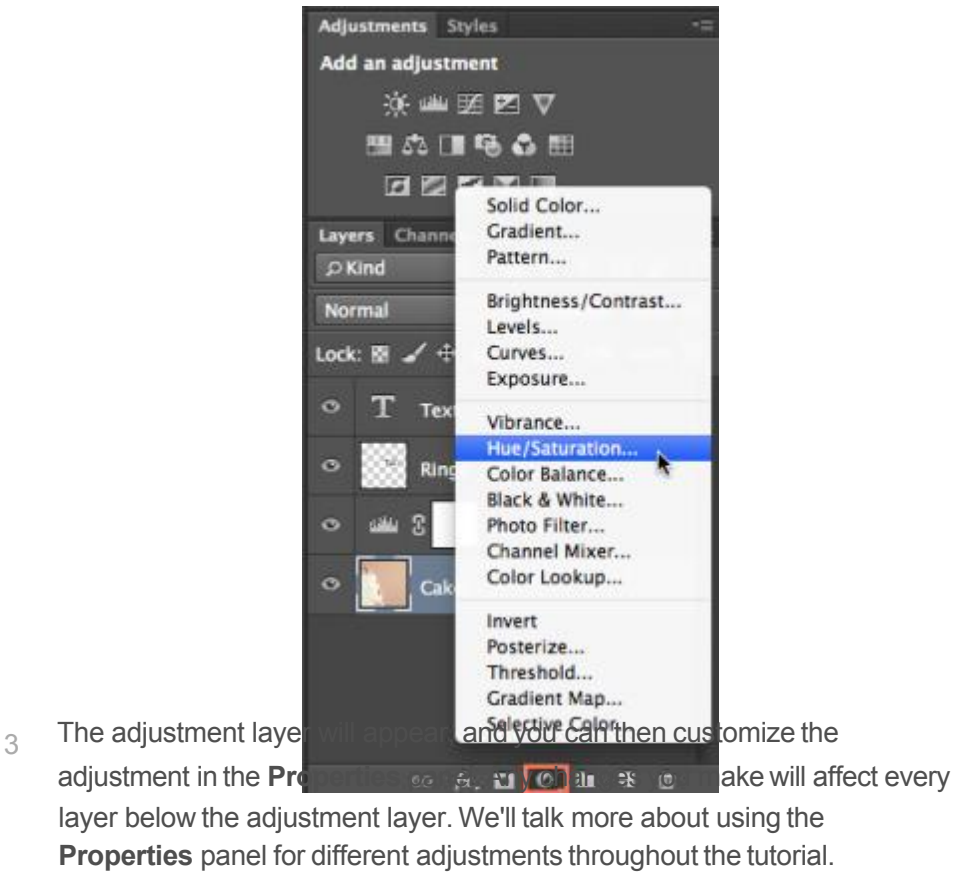 Adjustments Styles
Add an adjustment
Layers Channe
Kind
Normal
Lock:
T Tex
Ring
Cak
Solid Color...
Gradient...
Pattern...
Brightness/Contrast...
Levels...
Curves...
Exposure...
Vibrance...
Hue/Saturation...
Color Balance...
Black & White...
Photo Filter...
Channel Mixer...
Color Lookup...
Invert
Posterize...
Threshold...
Gradient Map...
Selective Color...
fx
3 The adjustment layer will appear, and you can then customize the
adjustment in the Properties make will affect every
layer below the adjustment layer. We'll talk more about using the
Properties panel for different adjustments throughout the tutorial.